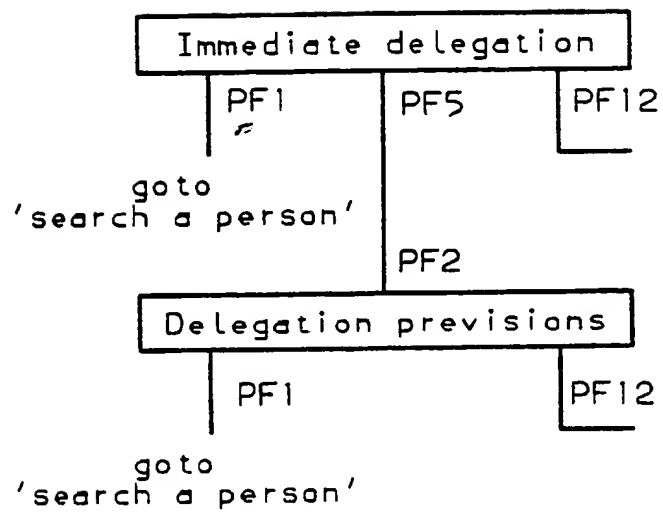 Immediate delegation
PF1 PF5 PF12
goto
'search a person'
PF2
Delegation previsions
PF1 PF12
goto
'search a person'